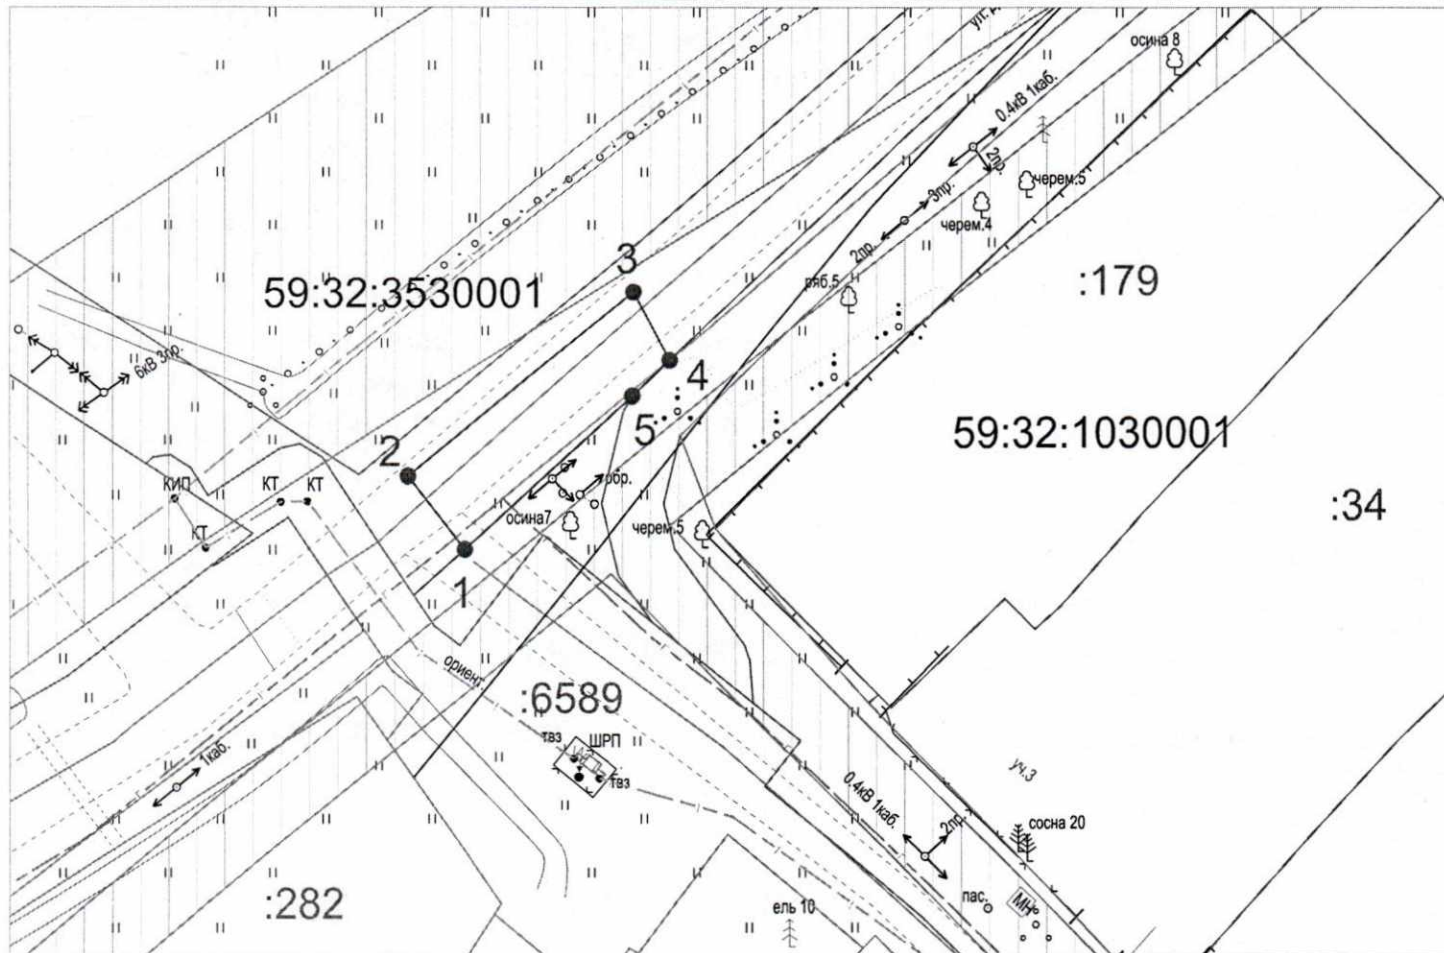 ул. Д
осина 8
0.4кВ 1каб.
2пр.
черем.5
3пр.
черем.4
2пр.
3
59:32:3530001
ряб.5
:179
6кВ 3пр.
4
5
59:32:1030001
2
КИП
КТ
КТ
обр.
:34
осина7
черем.5
КТ
1
ориент.
:6589
твз
ШРП
1каб.
твз
уч.3
0.4кВ 1каб.
2пр.
сосна 20
:282
пас.
МН
ель 10